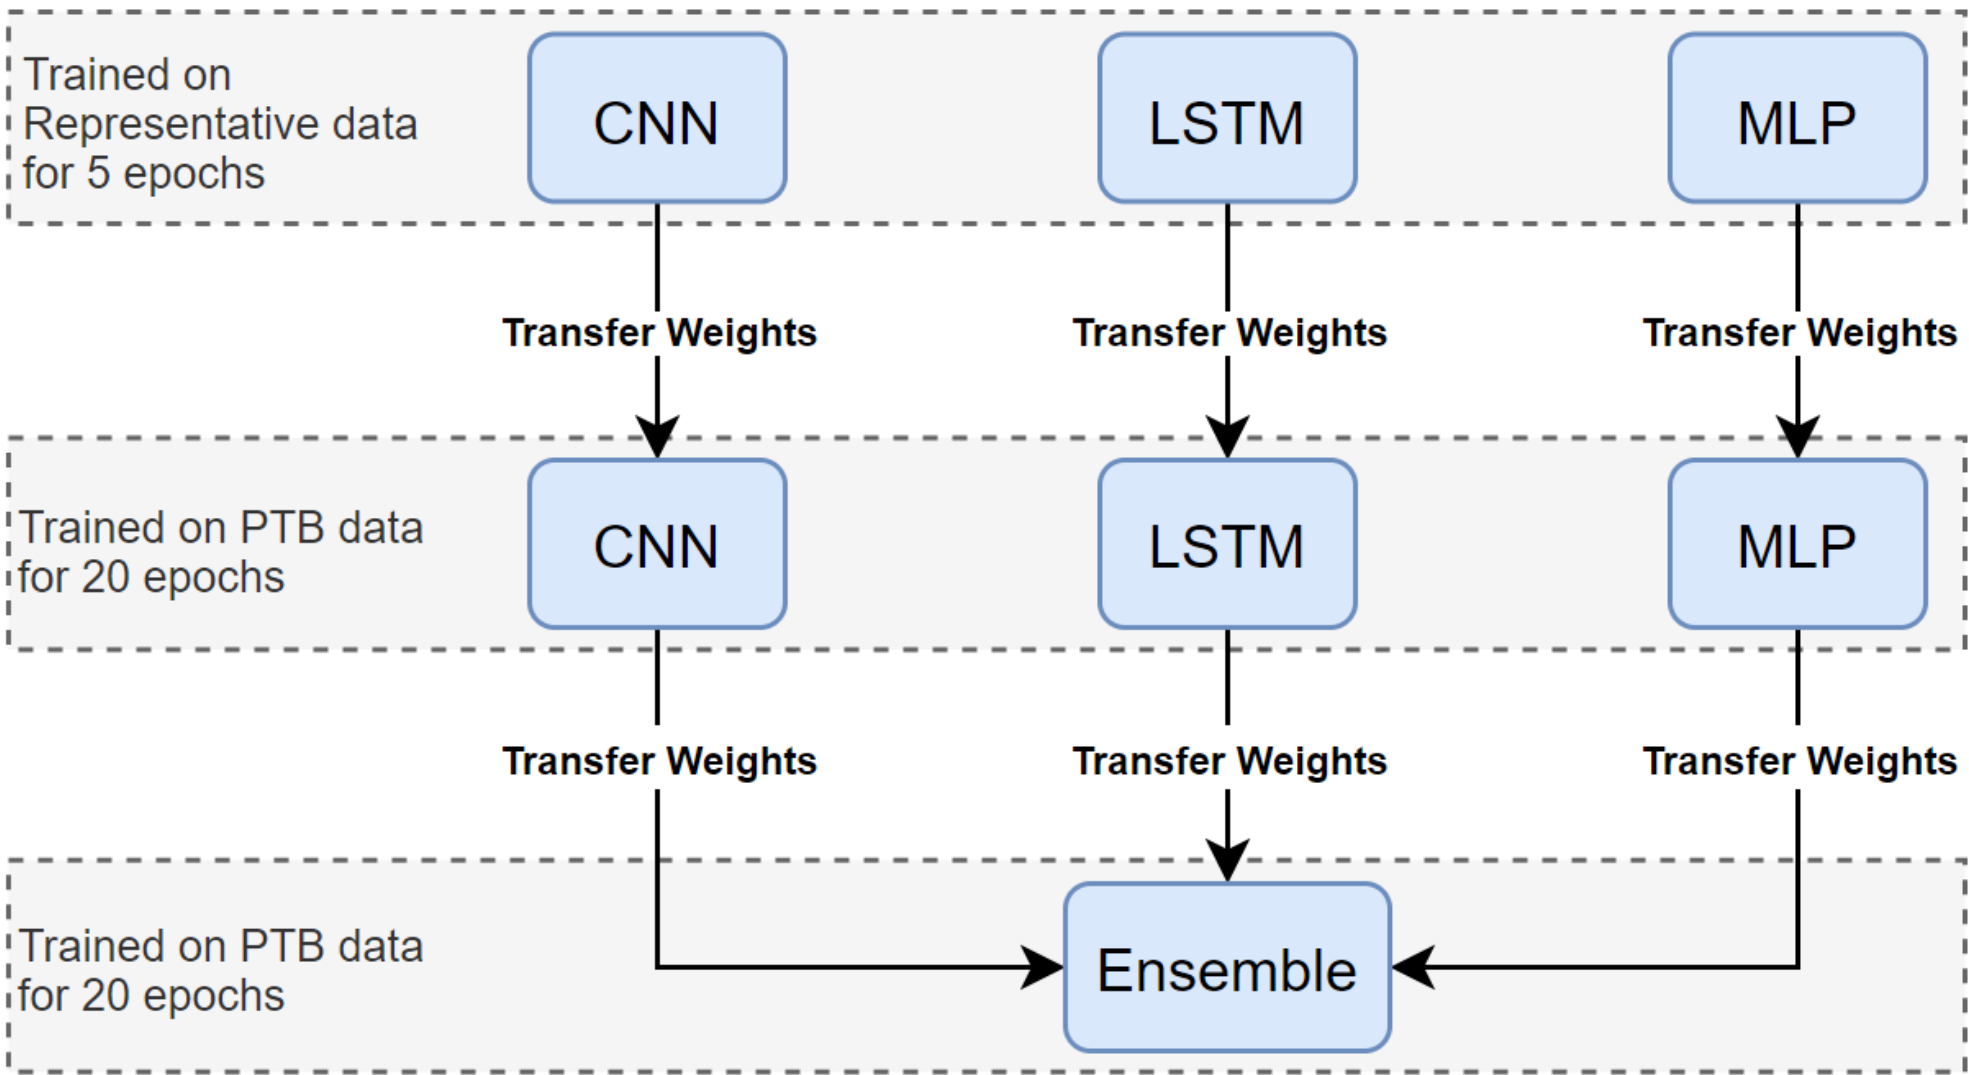 Trained on
Representative data
for 5 epochs
CNN
LSTM
MLP
Transfer Weights
Transfer Weights
Transfer Weights
Trained on PTB data
for 20 epochs
CNN
LSTM
MLP
Transfer Weights
Transfer Weights
Transfer Weights
Trained on PTB data
for 20 epochs
Ensemble